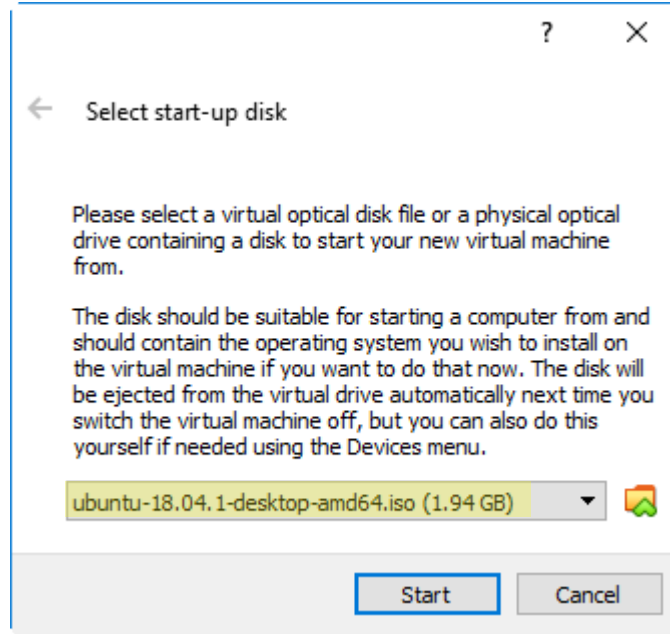 ?
Select start-up disk
Please select a virtual optical disk file or a physical optical
drive containing a disk to start your new virtual machine
from.
The disk should be suitable for starting a computer from and
should contain the operating system you wish to install on
the virtual machine if you want to do that now. The disk will
be ejected from the virtual drive automatically next time you
switch the virtual machine off, but you can also do this
yourself if needed using the Devices menu.
ubuntu-18.04.1-desktop-amd64.iso (1.94 GB)
Start Cancel